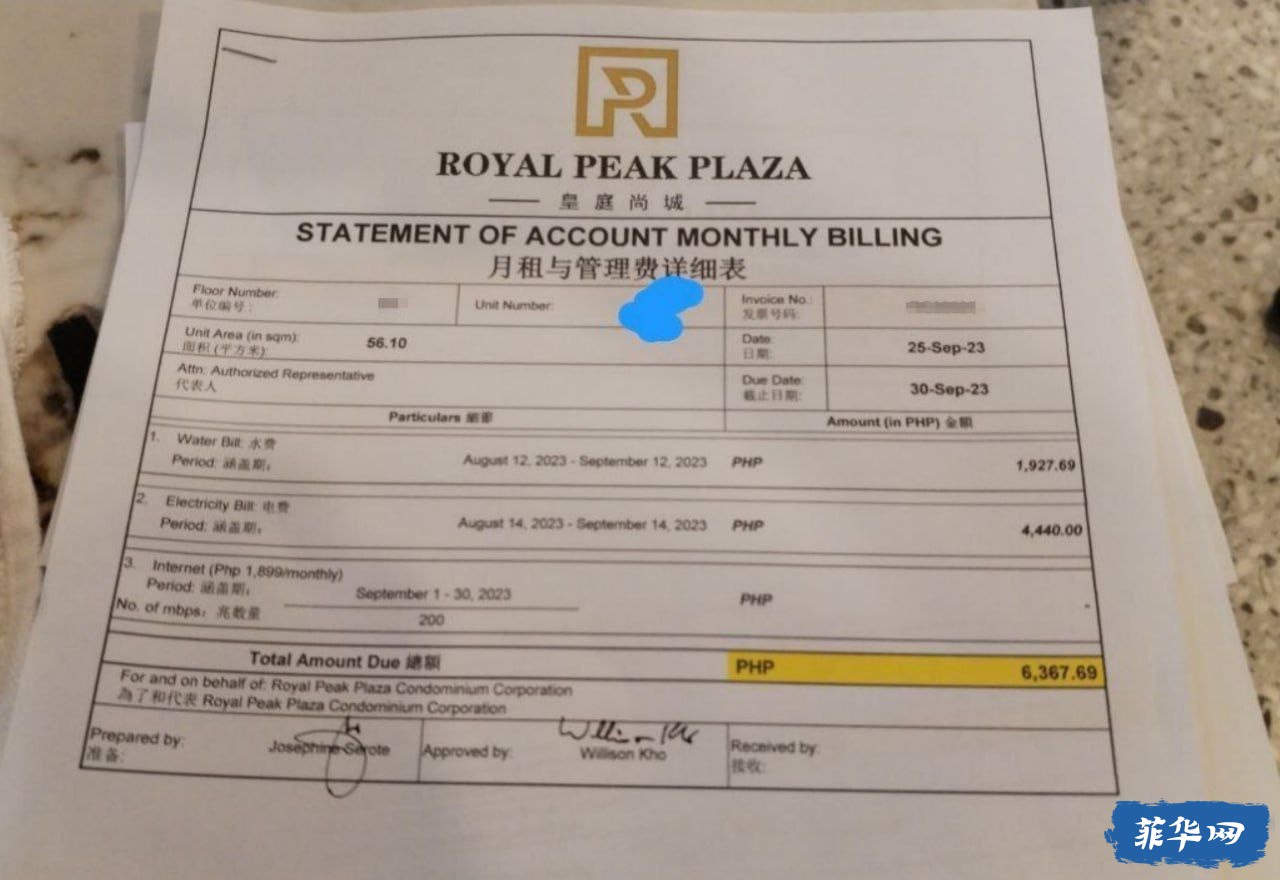 ROYAL PEAK PLAZA
皇庭尚城
STATEMENT OF ACCOUNT MONTHLY BILLING
月租与管理费详细表
Floor Number:
单位编号:
Unit Number:
Invoice No.:
发票号码:
Unit Area (in sqm):
面积 (平方米):
56.10
Date:
日期:
25-Sep-23
Attn: Authorized Representative
代表人
Due Date:
截止日期:
30-Sep-23
Particulars 細節
Amount (in PHP) 金額
1. Water Bill: 水费
Period: 涵盖期: August 12, 2023 - September 12, 2023 PHP 1,927.69
2. Electricity Bill: 电费
Period: 涵盖期: August 14, 2023 - September 14, 2023 PHP 4,440.00
3. Internet (Php 1,899/monthly)
Period: 涵盖期: September 1 - 30, 2023 PHP -
No. of mbps: 兆数量 200
Total Amount Due 總額 PHP 6,367.69
For and on behalf of: Royal Peak Plaza Condominium Corporation
為了和代表 Royal Peak Plaza Condominium Corporation
Prepared by:
准备:
Josephine Serote
Approved by:
Willison Kho
Received by:
接收:
菲华网